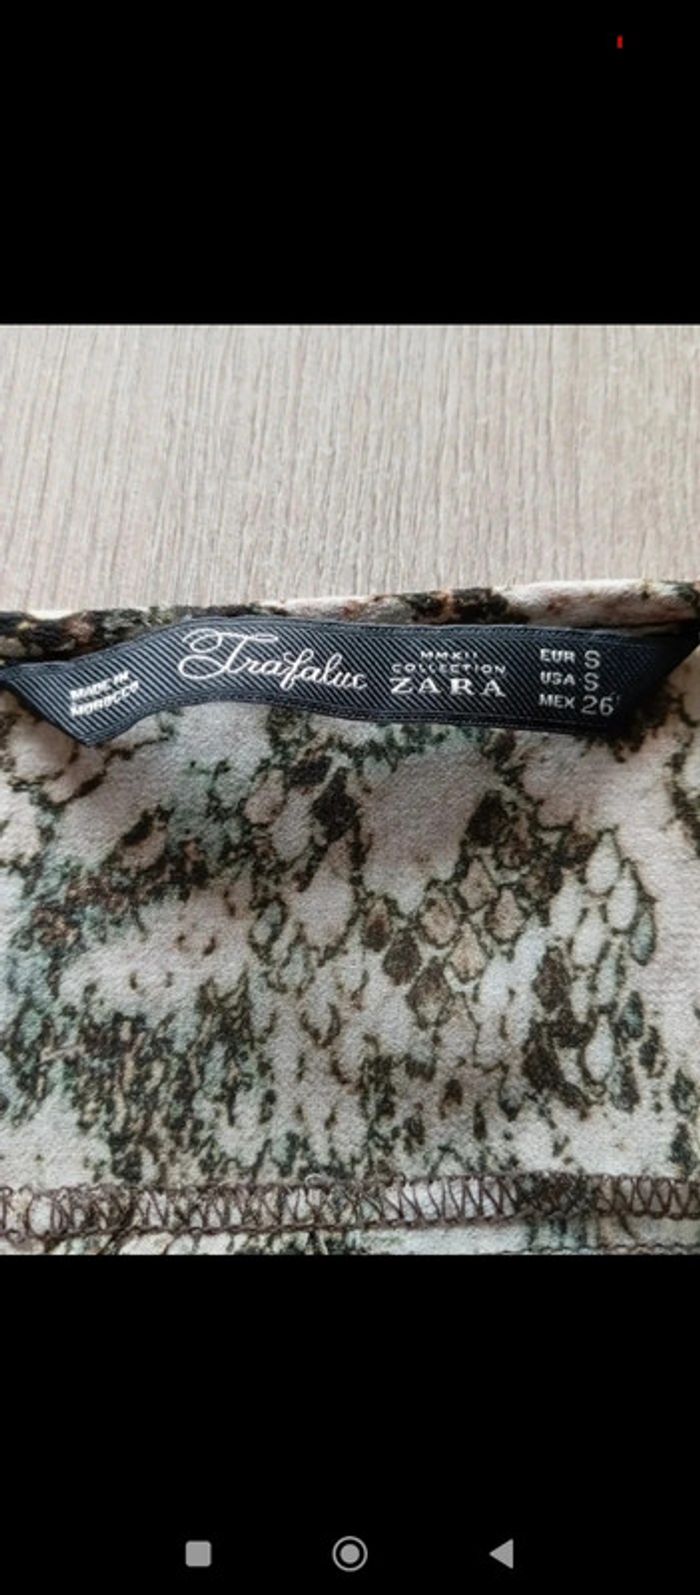 MADE IN
MOROCCO
Trafaluc
MMXII
COLLECTION
ZARA
EUR S
USA S
MEX 26